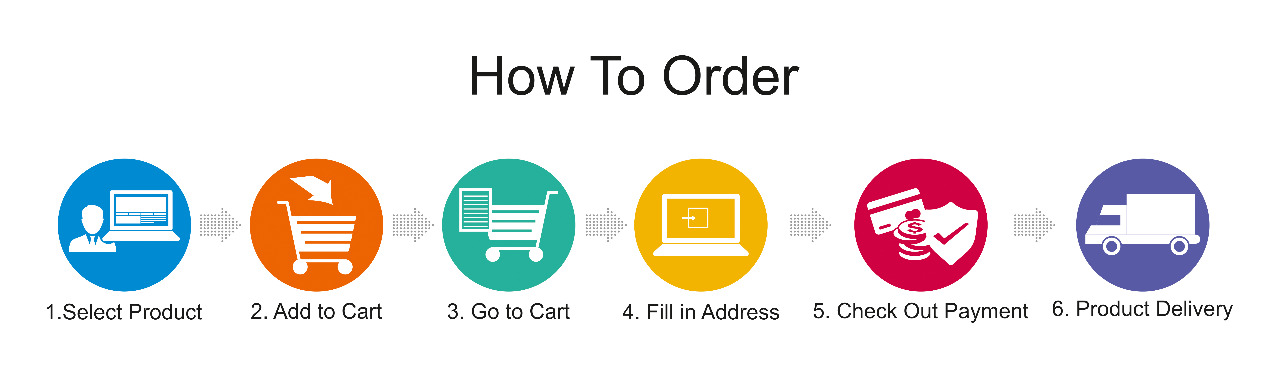 How To Order
1.Select Product
2. Add to Cart
3. Go to Cart
4. Fill in Address
5. Check Out Payment
6. Product Delivery